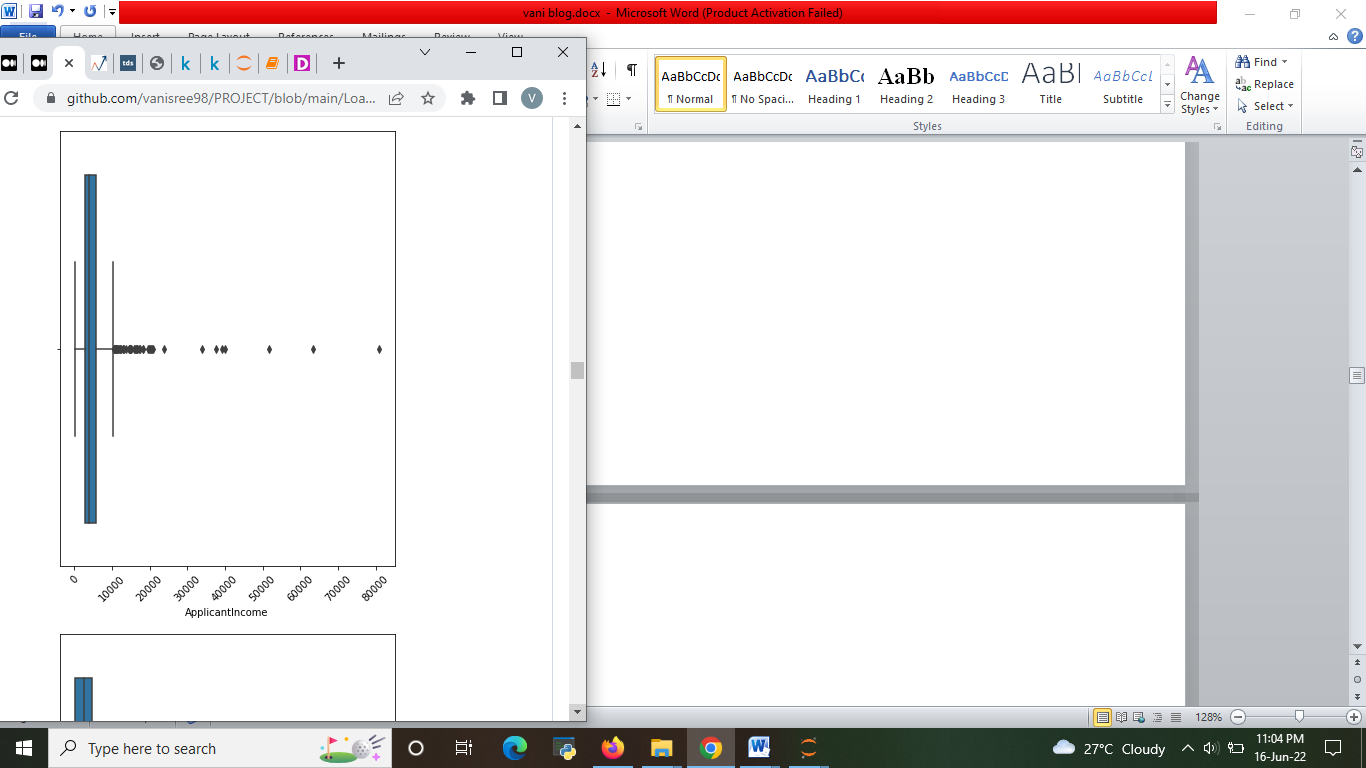 vani blog.docx - Microsoft Word (Product Activation Failed)
File Home Insert Page Layout References Mailings Review View
tds k k D
github.com/vanisree98/PROJECT/blob/main/Loa... V
AaBbCcDc AaBbCcDc AaBbCc AaBb AaBbCcD AaBl AaBbCcL
¶ Normal ¶ No Spaci... Heading 1 Heading 2 Heading 3 Title Subtitle
Change Styles
Styles
Find
Replace
Select
Editing
0 10000 20000 30000 40000 50000 60000 70000 80000
ApplicantIncome
128%
Type here to search
27°C Cloudy
11:04 PM
16-Jun-22